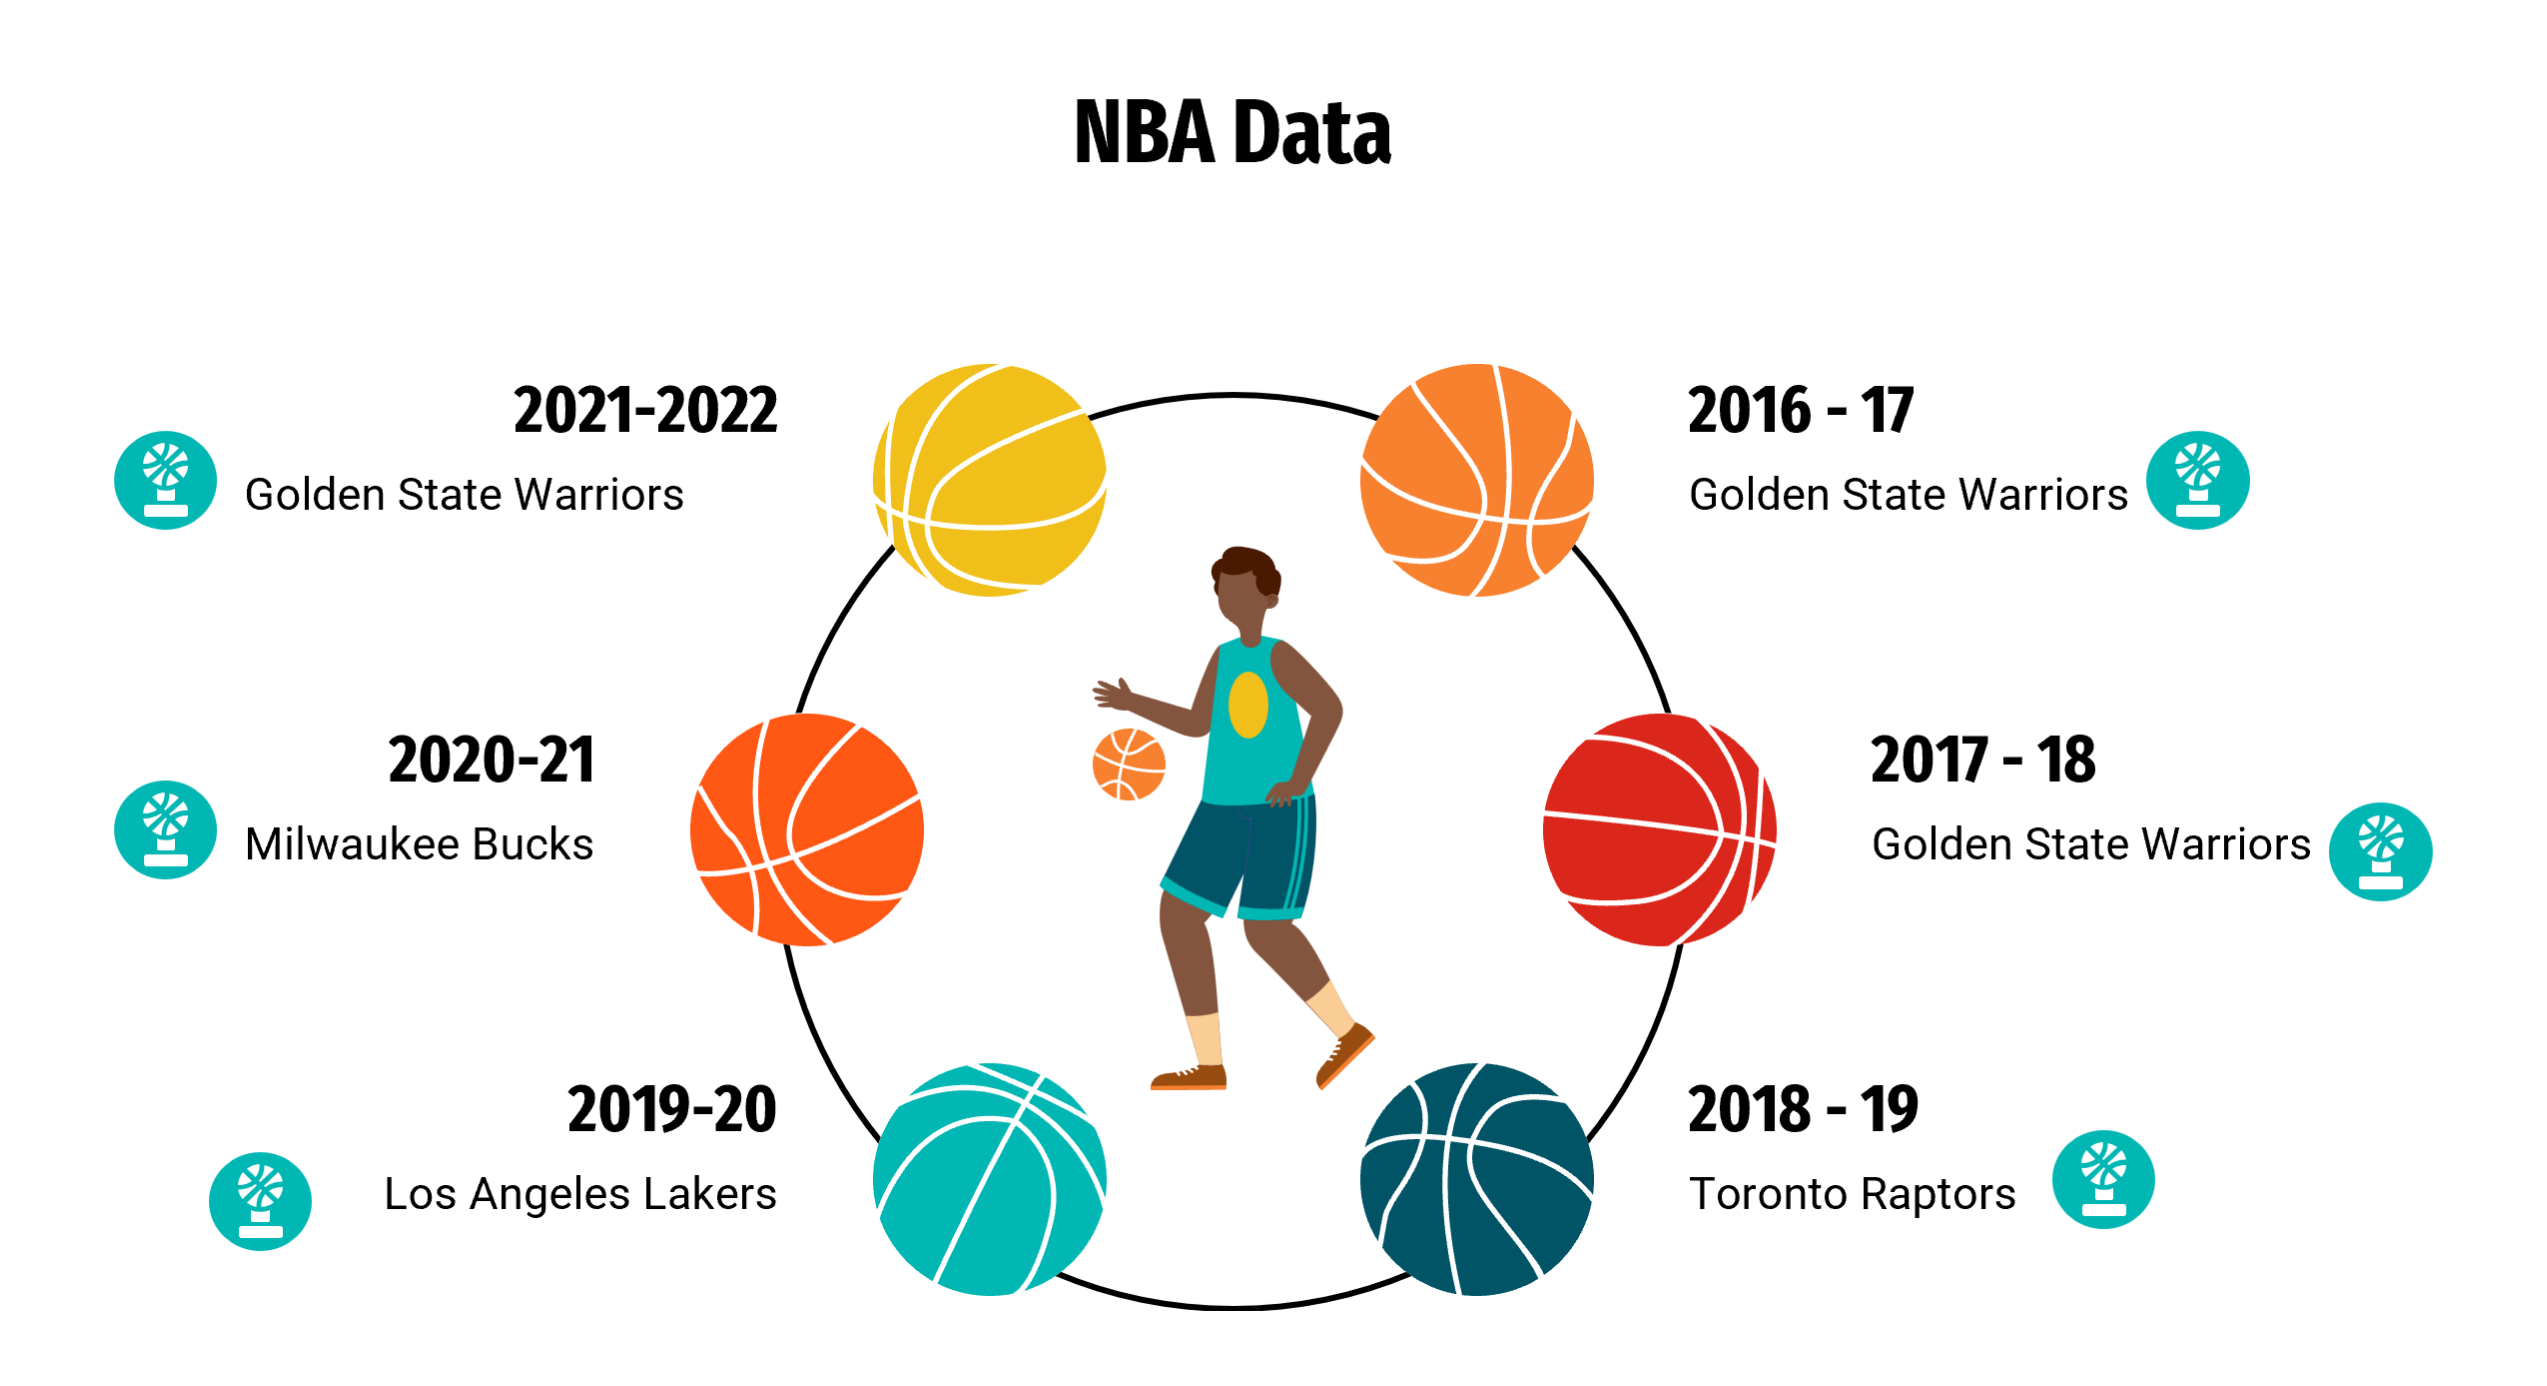 NBA Data
2021-2022
Golden State Warriors
2016 - 17
Golden State Warriors
2020-21
Milwaukee Bucks
2017 - 18
Golden State Warriors
2019-20
Los Angeles Lakers
2018 - 19
Toronto Raptors